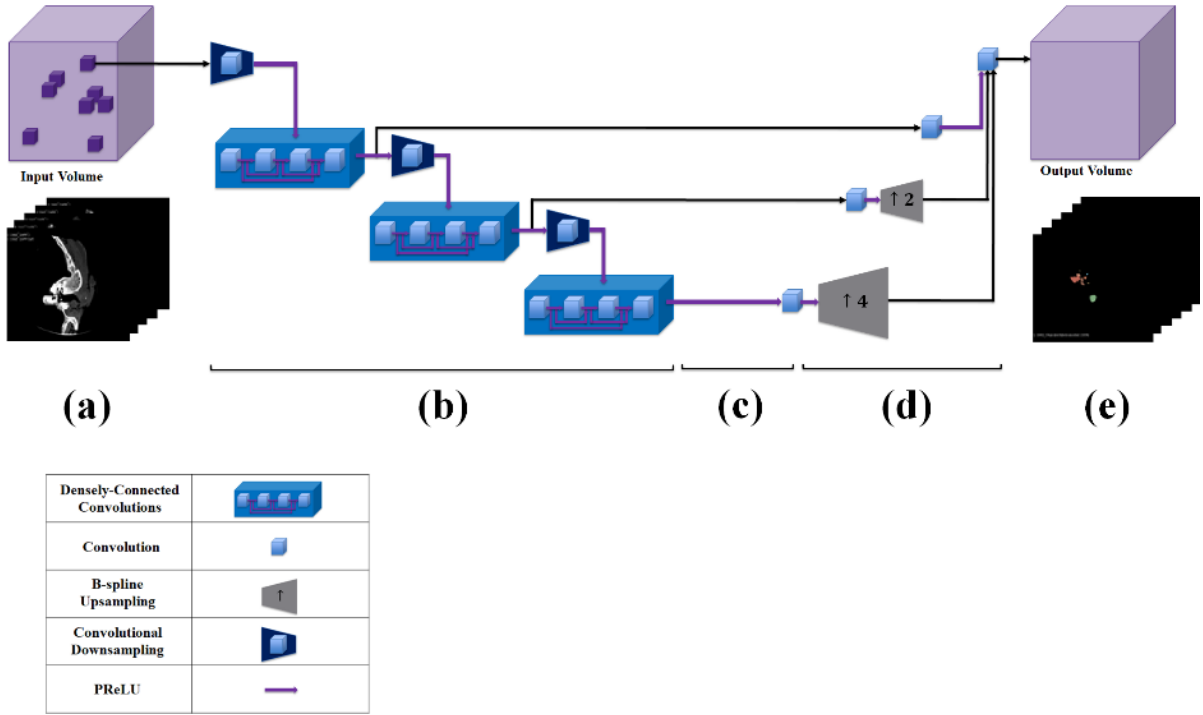 Input Volume
Output Volume
↑ 2
↑ 4
(a)
(b)
(c)
(d)
(e)
Densely-Connected
Convolutions
Convolution
B-spline
Upsampling
↑
Convolutional
Downsampling
PReLU